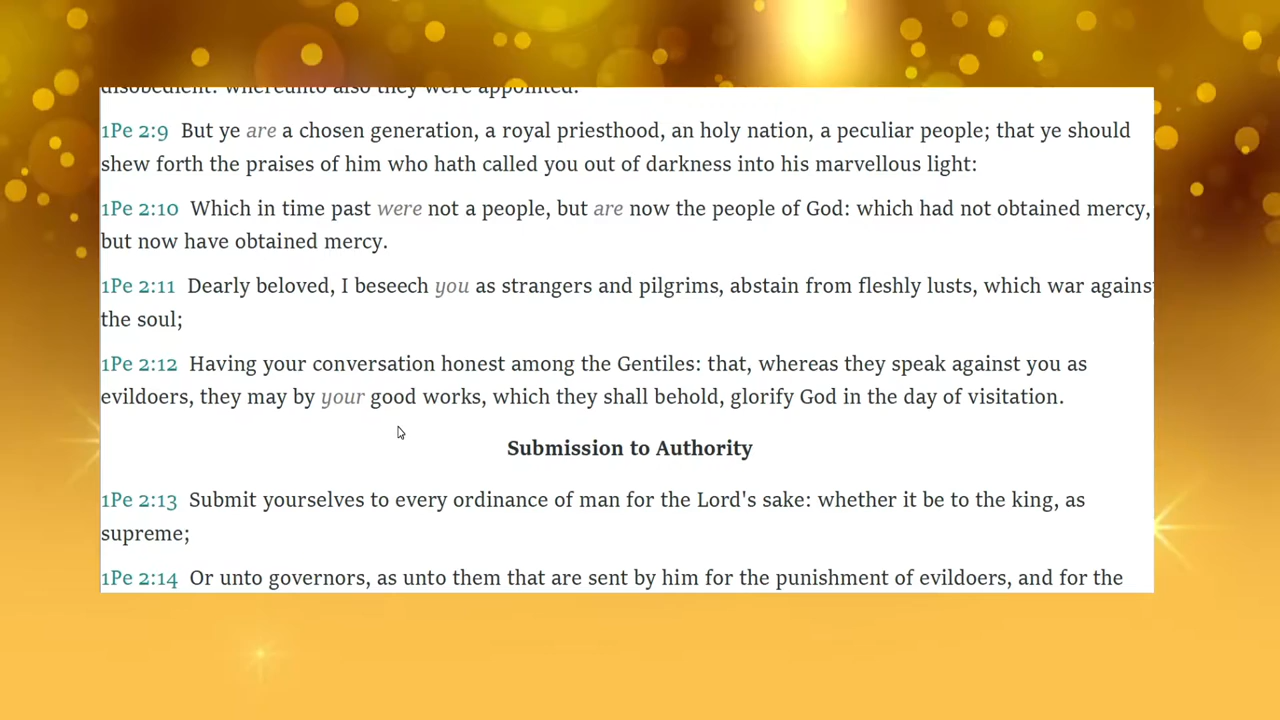 disobedient: whereunto also they were appointed.
1Pe 2:9 But ye are a chosen generation, a royal priesthood, an holy nation, a peculiar people; that ye should
shew forth the praises of him who hath called you out of darkness into his marvellous light:
1Pe 2:10 Which in time past were not a people, but are now the people of God: which had not obtained mercy,
but now have obtained mercy.
1Pe 2:11 Dearly beloved, I beseech you as strangers and pilgrims, abstain from fleshly lusts, which war agains
the soul;
1Pe 2:12 Having your conversation honest among the Gentiles: that, whereas they speak against you as
evildoers, they may by your good works, which they shall behold, glorify God in the day of visitation.
Submission to Authority
1Pe 2:13 Submit yourselves to every ordinance of man for the Lord's sake: whether it be to the king, as
supreme;
1Pe 2:14 Or unto governors, as unto them that are sent by him for the punishment of evildoers, and for the